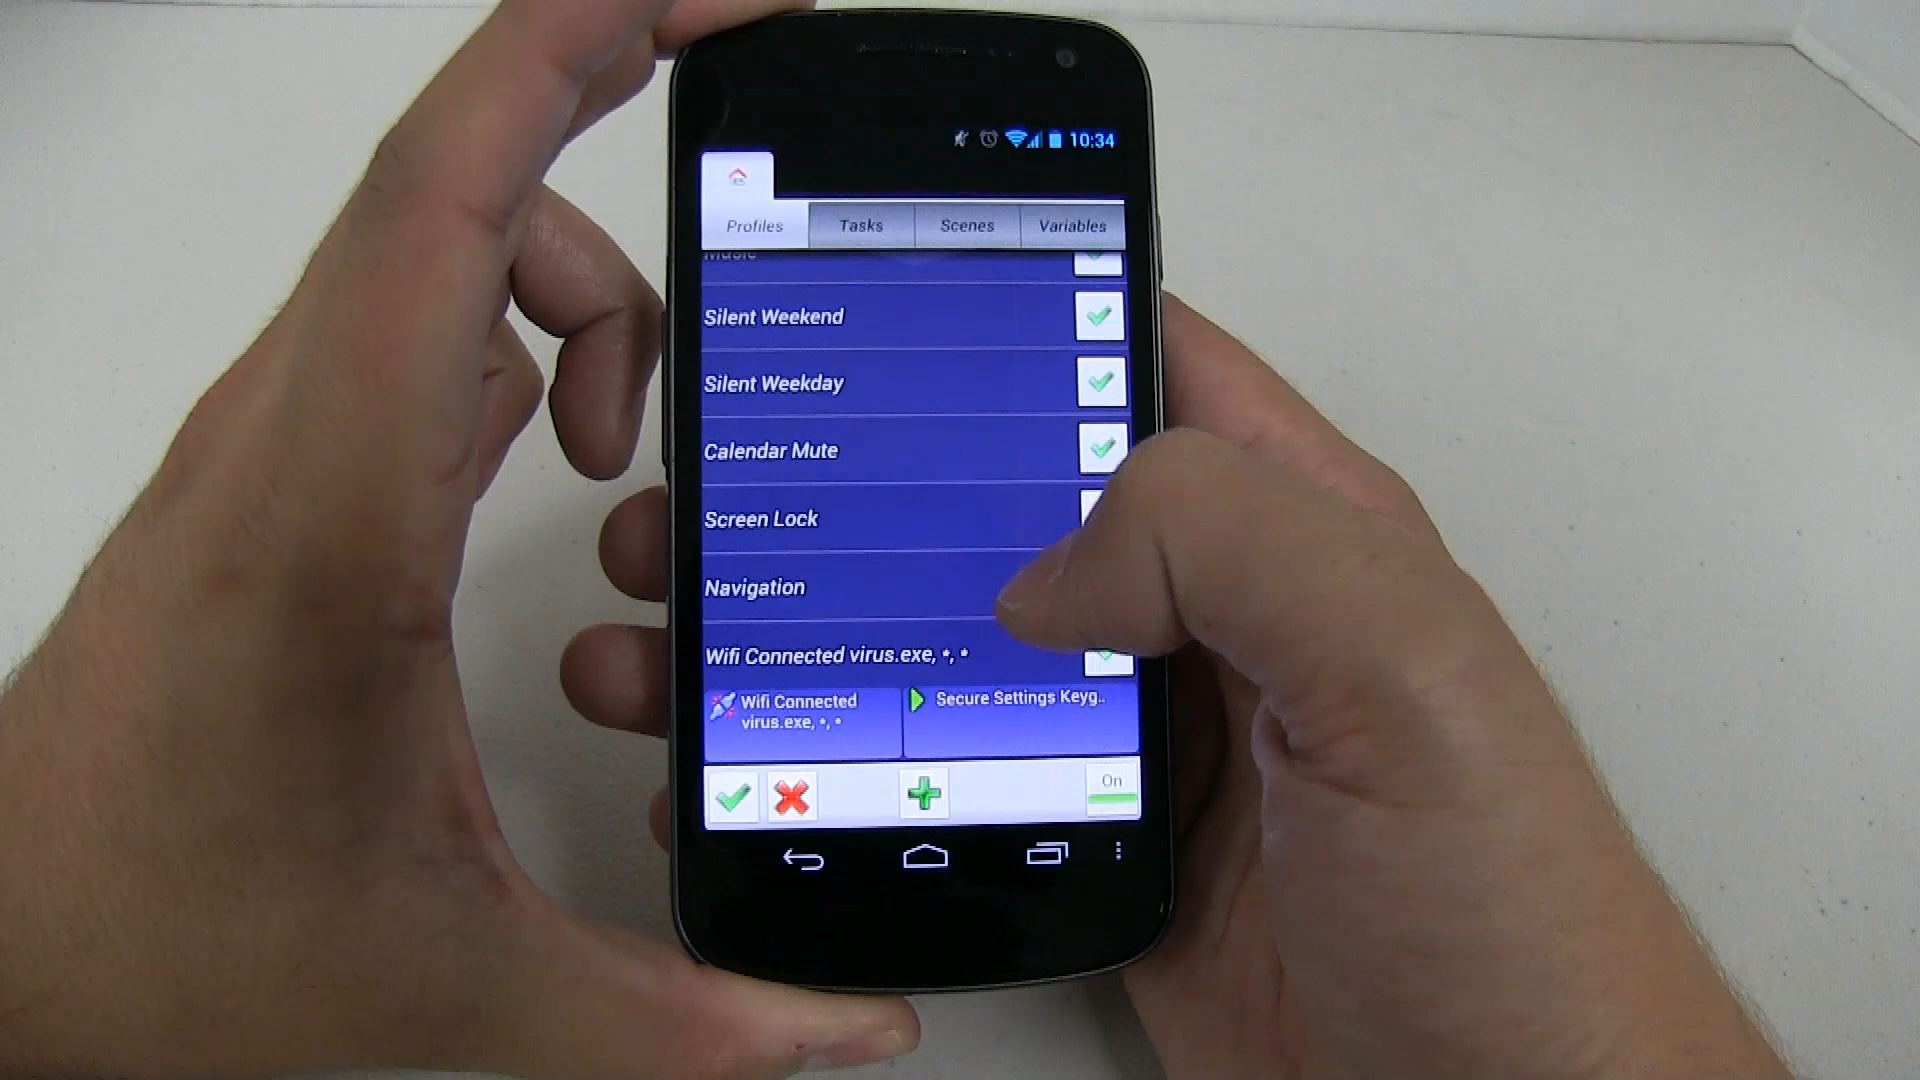 10:34
Profiles Tasks Scenes Variables
Music
Silent Weekend
Silent Weekday
Calendar Mute
Screen Lock
Navigation
Wifi Connected virus.exe, *, *
Wifi Connected
virus.exe, *, *
Secure Settings Keyg..
On